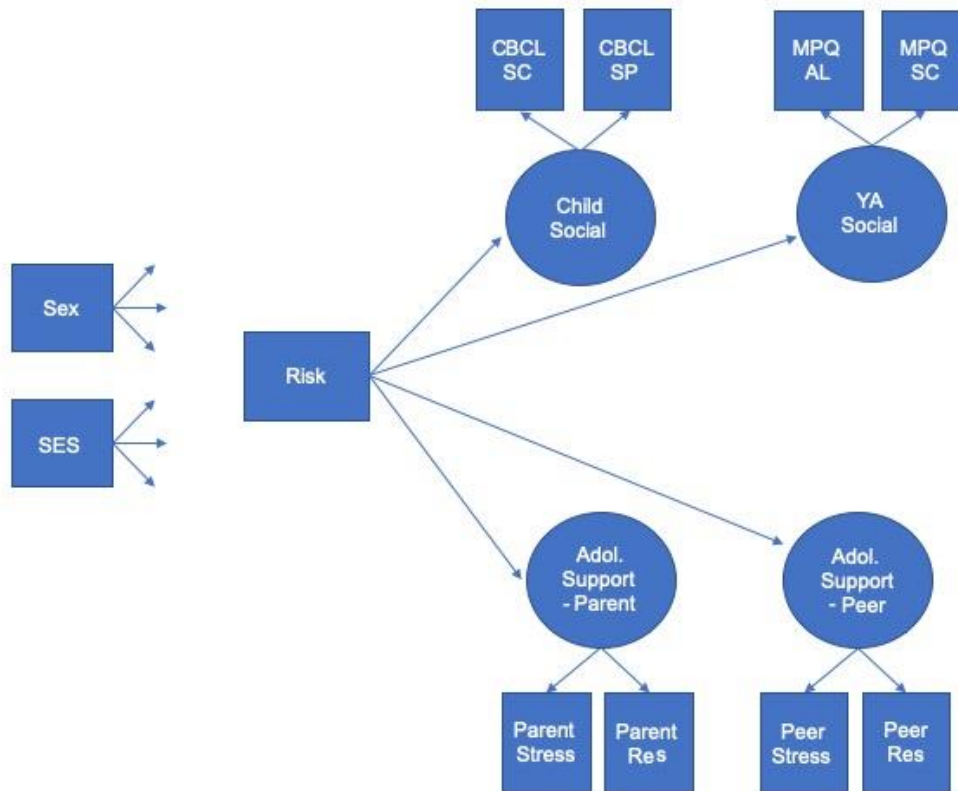 CBCL
SC
CBCL
SP
MPQ
AL
MPQ
SC
Child
Social
YA
Social
Sex
Risk
SES
Adol.
Support
- Parent
Adol.
Support
- Peer
Parent
Stress
Parent
Res
Peer
Stress
Peer
Res